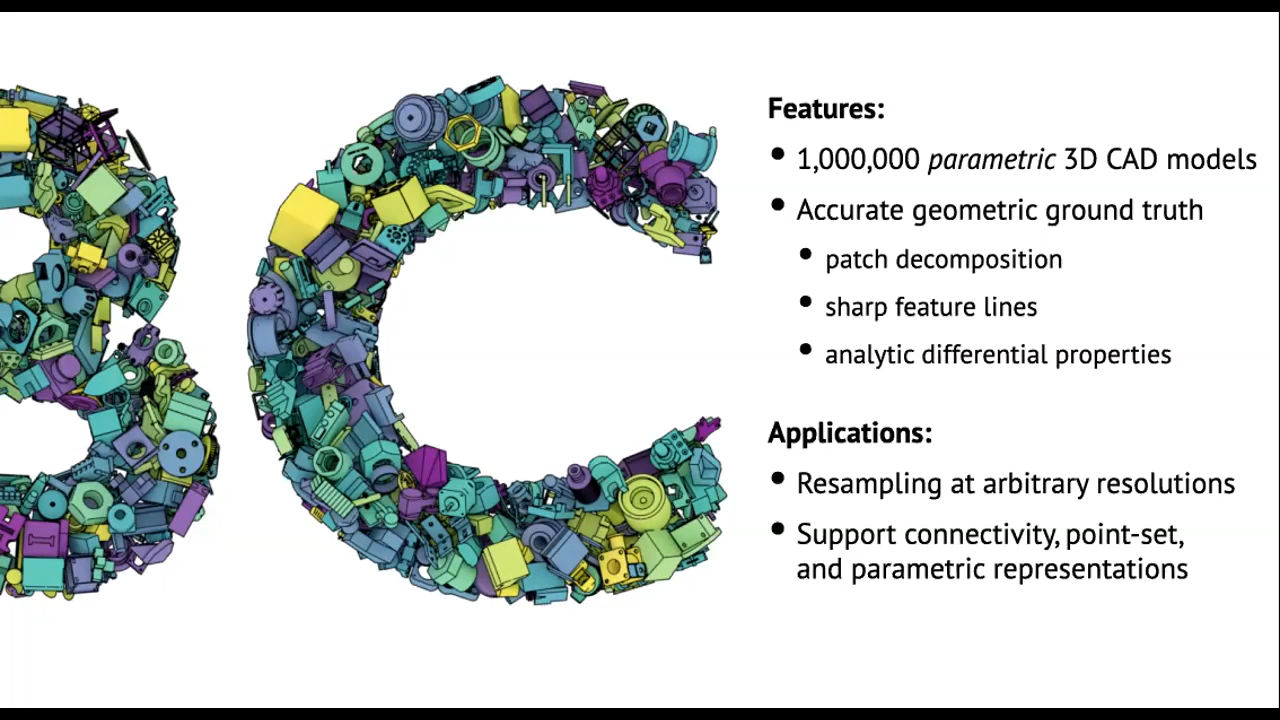 BC
Features:
• 1,000,000 parametric 3D CAD models
• Accurate geometric ground truth
• patch decomposition
• sharp feature lines
• analytic differential properties
Applications:
• Resampling at arbitrary resolutions
• Support connectivity, point-set,
and parametric representations